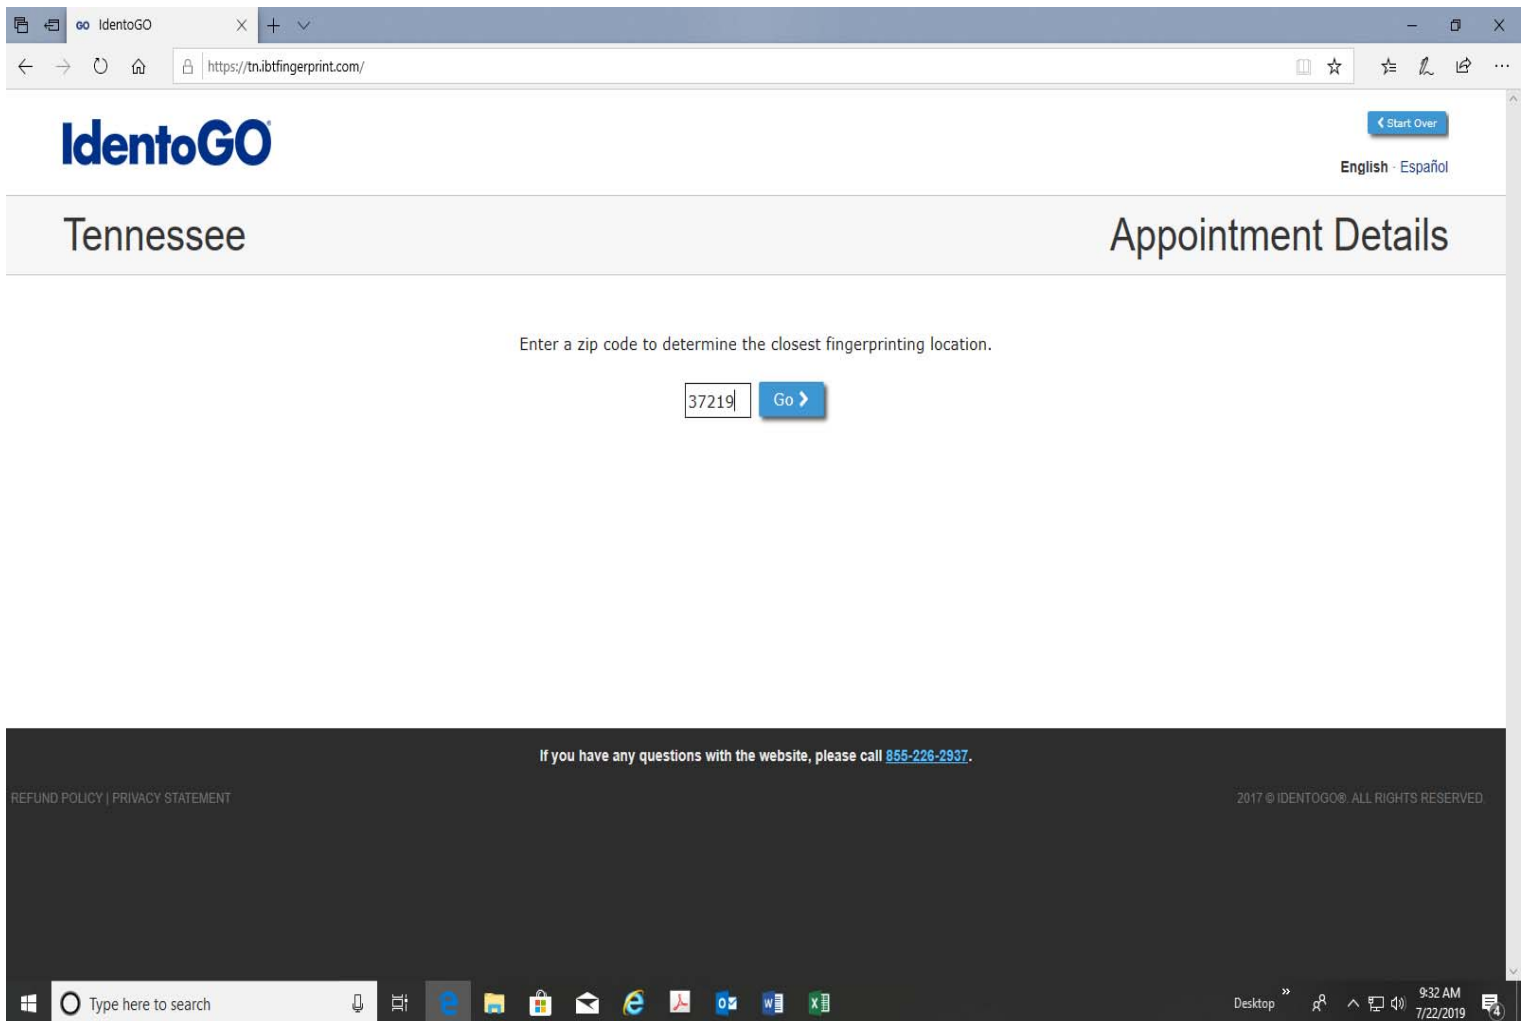 GO IdentoGO
https://tn.ibtfingerprint.com/
IdentoGO
Start Over
English · Español
Tennessee
Appointment Details
Enter a zip code to determine the closest fingerprinting location.
37219
Go
If you have any questions with the website, please call 855-226-2937.
REFUND POLICY | PRIVACY STATEMENT
2017 © IDENTOGO®. ALL RIGHTS RESERVED.
Type here to search
Desktop
9:32 AM
7/22/2019
4